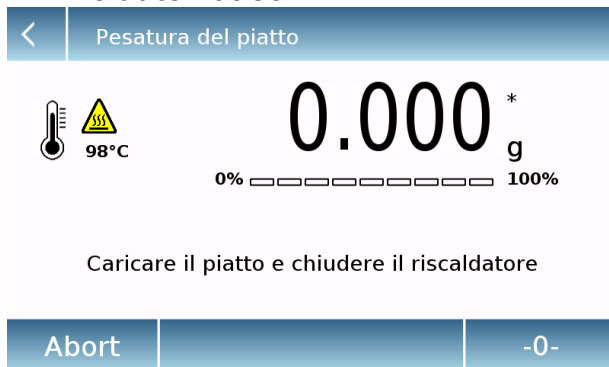 Pesatura del piatto
0.000 *
g
98°C
0% 100%
Caricare il piatto e chiudere il riscaldatore
Abort -0-